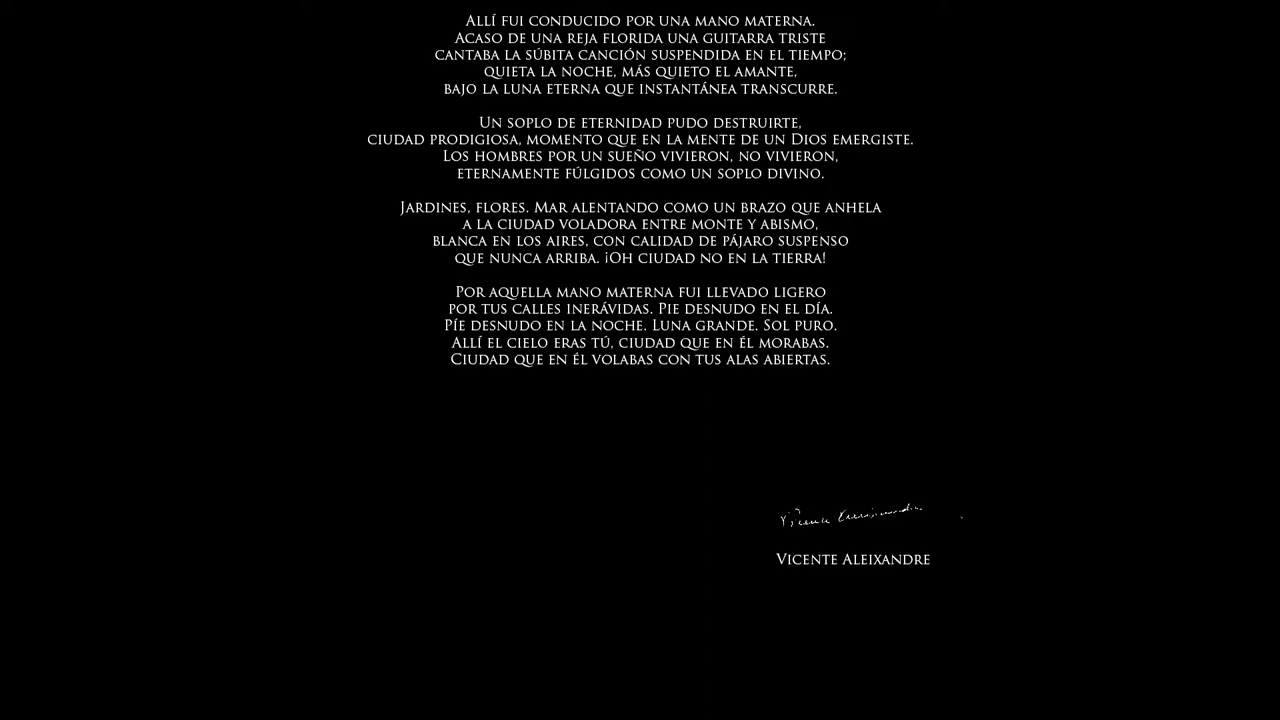 Allí fui conducido por una mano materna.
Acaso de una reja florida una guitarra triste
cantaba la súbita canción suspendida en el tiempo;
quieta la noche, más quieto el amante,
bajo la luna eterna que instantánea transcurre.
Un soplo de eternidad pudo destruirte,
ciudad prodigiosa, momento que en la mente de un Dios emergiste.
Los hombres por un sueño vivieron, no vivieron,
eternamente fúlgidos como un soplo divino.
Jardines, flores. Mar alentando como un brazo que anhela
a la ciudad voladora entre monte y abismo,
blanca en los aires, con calidad de pájaro suspenso
que nunca arriba. ¡Oh ciudad no en la tierra!
Por aquella mano materna fui llevado ligero
por tus calles inerávidas. Pie desnudo en el día.
Píe desnudo en la noche. Luna grande. Sol puro.
Allí el cielo eras tú, ciudad que en él morabas.
Ciudad que en él volabas con tus alas abiertas.
Vicente Aleixandre
Vicente Aleixandre